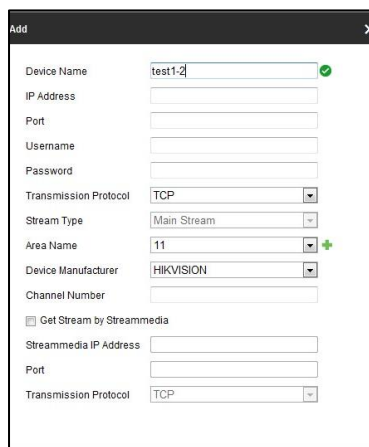 Add
Device Name test1-2
IP Address
Port
Username
Password
Transmission Protocol TCP
Stream Type Main Stream
Area Name 11
Device Manufacturer HIKVISION
Channel Number
Get Stream by Streammedia
Streammedia IP Address
Port
Transmission Protocol TCP